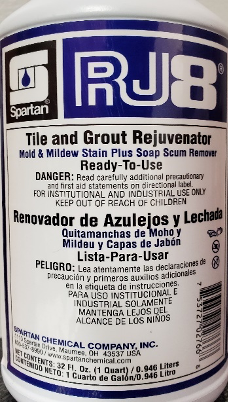 Spartan®
RJ8®
Tile and Grout Rejuvenator
Mold & Mildew Stain Plus Soap Scum Remover
Ready-To-Use
DANGER: Read carefully additional precautionary
and first aid statements on directional label.
FOR INSTITUTIONAL AND INDUSTRIAL USE ONLY
KEEP OUT OF REACH OF CHILDREN
Renovador de Azulejos y Lechada
Quitamanchas de Moho y
Mildeu y Capas de Jabón
Lista-Para-Usar
PELIGRO: Lea atentamente las declaraciones de
precaución y primeros auxilios adicionales
en la etiqueta de instrucciones.
PARA USO INSTITUCIONAL E
INDUSTRIAL SOLAMENTE
MANTENGA LEJOS DEL
ALCANCE DE LOS NIÑOS
SPARTAN CHEMICAL COMPANY, INC.
Drive, Maumee, OH 43537 USA
www.spartanchemical.com
NET CONTENTS: 32 Fl. Oz. (1 Quart) / 0.946 Liters
CONTENIDO NETO: 1 Cuarto de Galón/0.946 Litro